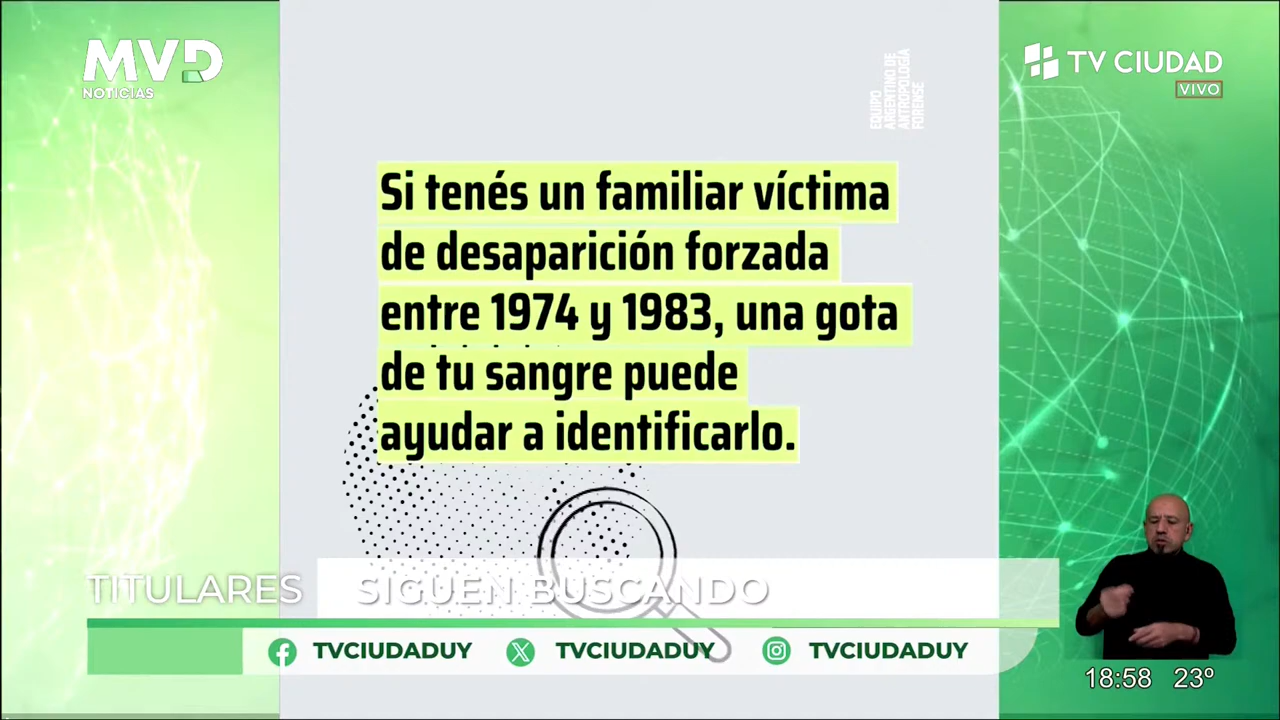 MVD
NOTICIAS
EQUIPO
ARGENTINO DE
ANTROPOLOGÍA
FORENSE
TV CIUDAD
VIVO
Si tenés un familiar víctima
de desaparición forzada
entre 1974 y 1983, una gota
de tu sangre puede
ayudar a identificarlo.
TITULARES SIGUEN BUSCANDO
TVCIUDADUY TVCIUDADUY TVCIUDADUY
18:58 23º